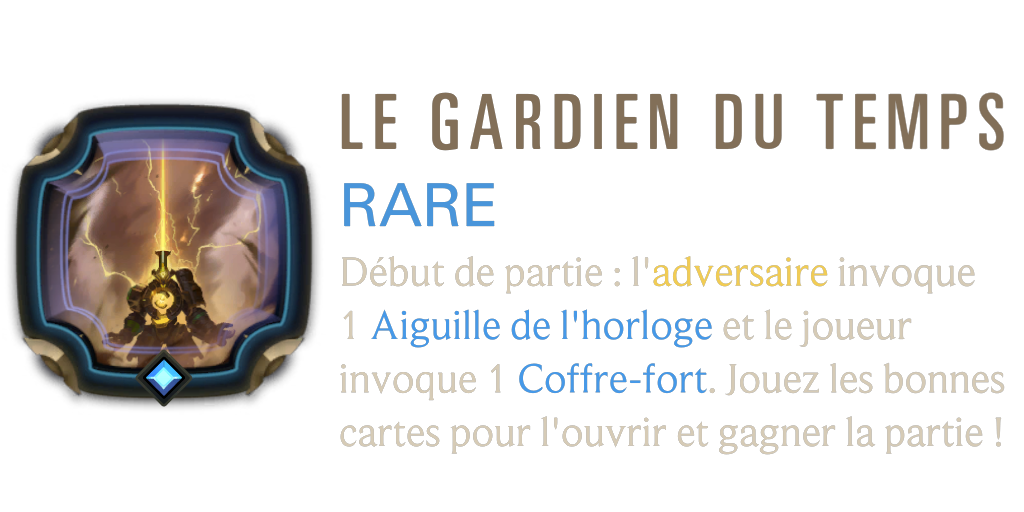 LE GARDIEN DU TEMPS
RARE
Début de partie : l'adversaire invoque
1 Aiguille de l'horloge et le joueur
invoque 1 Coffre-fort. Jouez les bonnes
cartes pour l'ouvrir et gagner la partie !